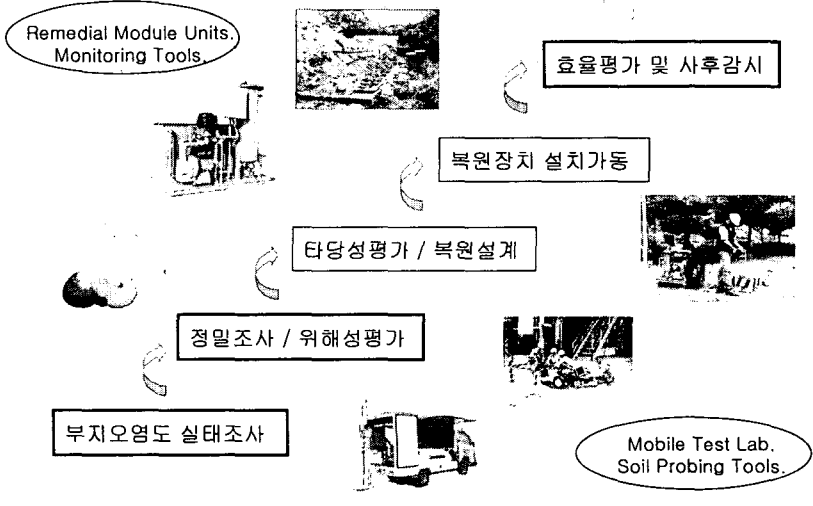 Remedial Module Units.
Monitoring Tools.
효율평가 및 사후감시
복원장치 설치가동
타당성평가 / 복원설계
정밀조사 / 위해성평가
부지오염도 실태조사
Mobile Test Lab.
Soil Probing Tools.